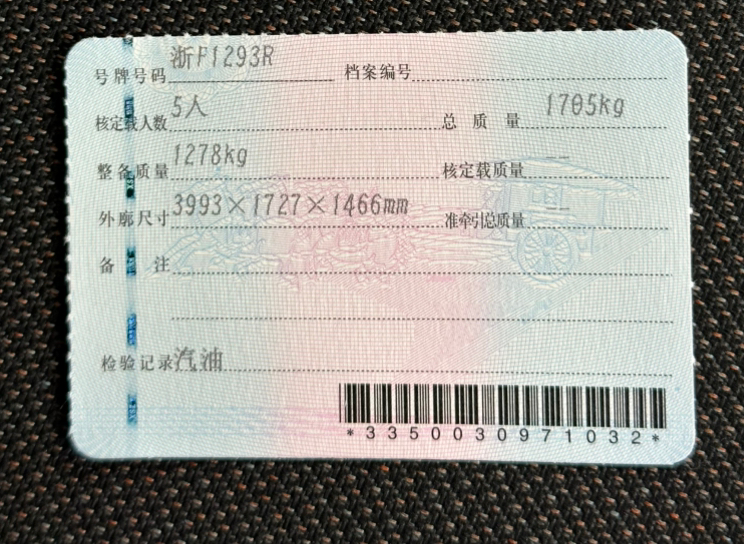 号牌号码 浙F1293R 档案编号
核定载人数 5人 总质量 1705kg
整备质量 1278kg 核定载质量 —
外廓尺寸 3993×1727×1466mm 准牵引总质量 —
备注
检验记录 汽油
*3350030971032*